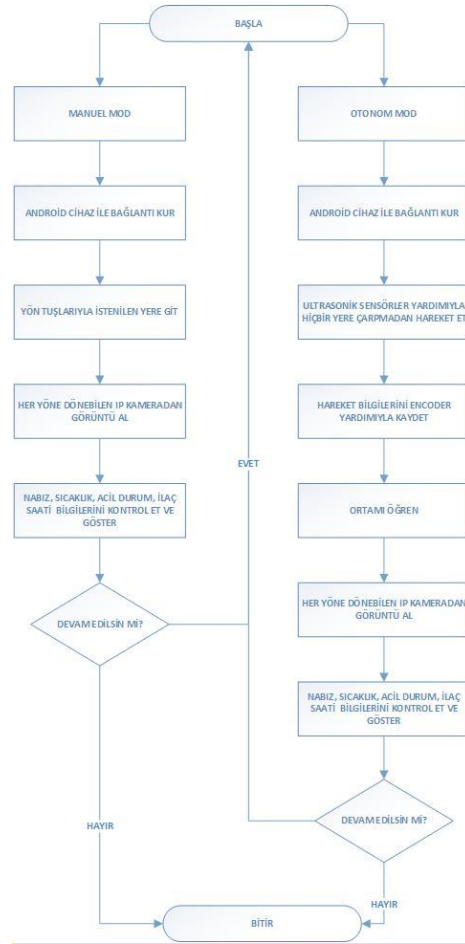 BAŞLA
MANUEL MOD
ANDROİD CİHAZ İLE BAĞLANTI KUR
YÖN TUŞLARIYLA İSTENİLEN YERE GİT
HER YÖNE DÖNEBİLEN IP KAMERADAN
GÖRÜNTÜ AL
NABIZ, SICAKLIK, ACİL DURUM, İLAÇ
SAATİ BİLGİLERİNİ KONTROL ET VE
GÖSTER
DEVAM EDİLSİN Mİ?
HAYIR
EVET
OTONOM MOD
ANDROİD CİHAZ İLE BAĞLANTI KUR
ULTRASONİK SENSÖRLER YARDIMIYLA
HİÇBİR YERE ÇARPMADAN HAREKET ET
HAREKET BİLGİLERİNİ ENCODER
YARDIMIYLA KAYDET
ORTAMI ÖĞREN
HER YÖNE DÖNEBİLEN IP KAMERADAN
GÖRÜNTÜ AL
NABIZ, SICAKLIK, ACİL DURUM, İLAÇ
SAATİ BİLGİLERİNİ KONTROL ET VE
GÖSTER
DEVAM EDİLSİN Mİ?
HAYIR
BİTİR